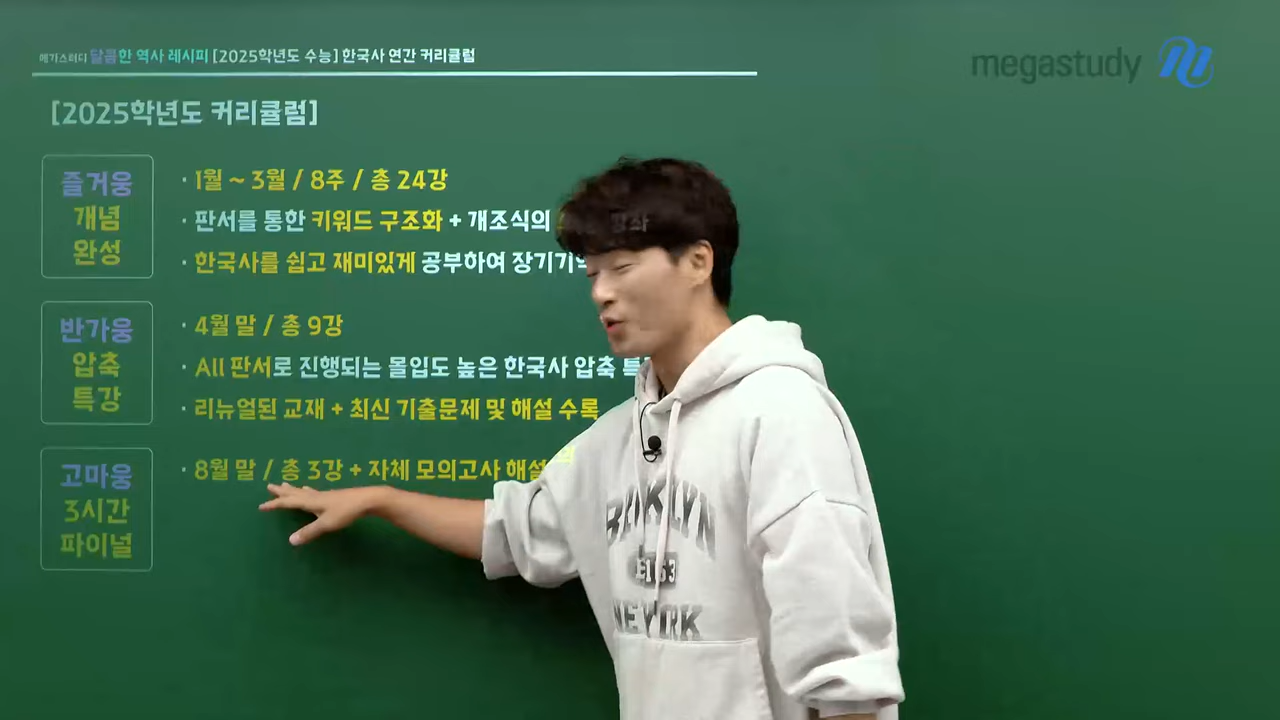 메가스터디 달콤한 역사 레시피 [2025학년도 수능] 한국사 연간 커리큘럼
megastudy
[2025학년도 커리큘럼]
즐거웅
개념
완성
· 1월 ~ 3월 / 8주 / 총 24강
· 판서를 통한 키워드 구조화 + 개조식의
· 한국사를 쉽고 재미있게 공부하여 장기기억
반가웅
압축
특강
· 4월 말 / 총 9강
· All 판서로 진행되는 몰입도 높은 한국사 압축
· 리뉴얼된 교재 + 최신 기출문제 및 해설 수록
고마웅
3시간
파이널
· 8월 말 / 총 3강 + 자체 모의고사 해설
BROOKLYN
NEW YORK